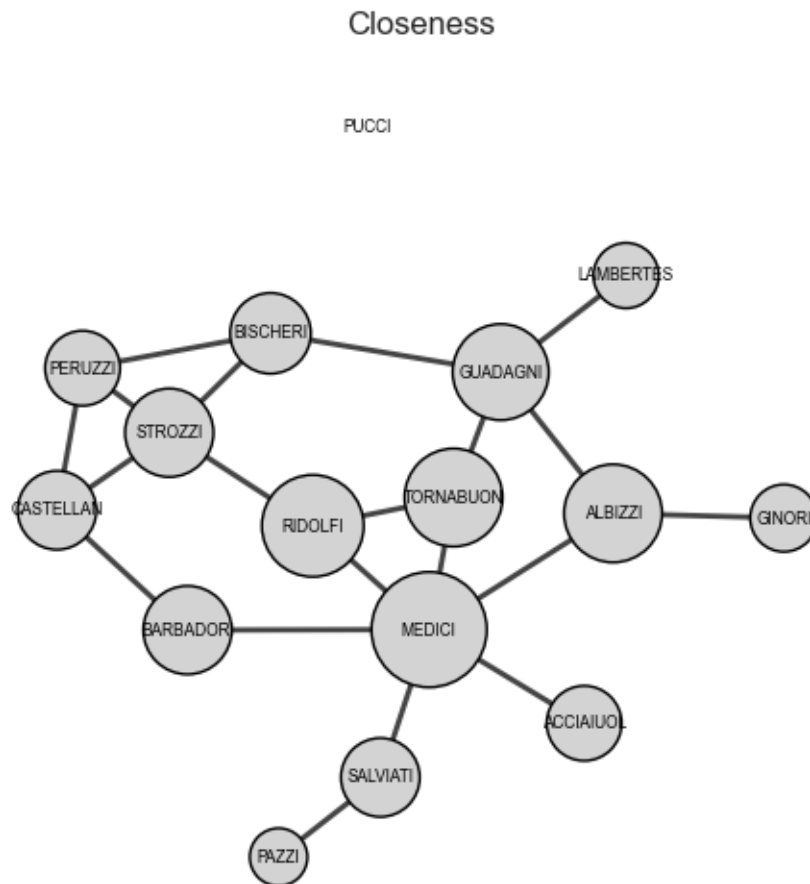 Closeness
PUCCI
LAMBERTES
BISCHERI
PERUZZI
GUADAGNI
STROZZI
TORNABUON
CASTELLAN
RIDOLFI
ALBIZZI
GINORI
BARBADOR
MEDICI
ACCIAIUOL
SALVIATI
PAZZI